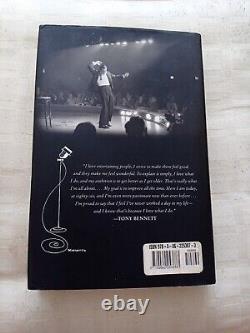 "I love entertaining people; I strive to make them feel good,
and they make me feel wonderful. To explain it simply, I love what
I do, and my ambition is to get better as I get older. That's really what
I'm all about. . . . My goal is to improve all the time. Here I am today,
at eighty-six, and I'm even more passionate than ever before. . . .
I'm proud to say that I feel I've never worked a day in my life—
and I know that's because I love what I do."
—TONY BENNETT
ISBN 978-0-06-